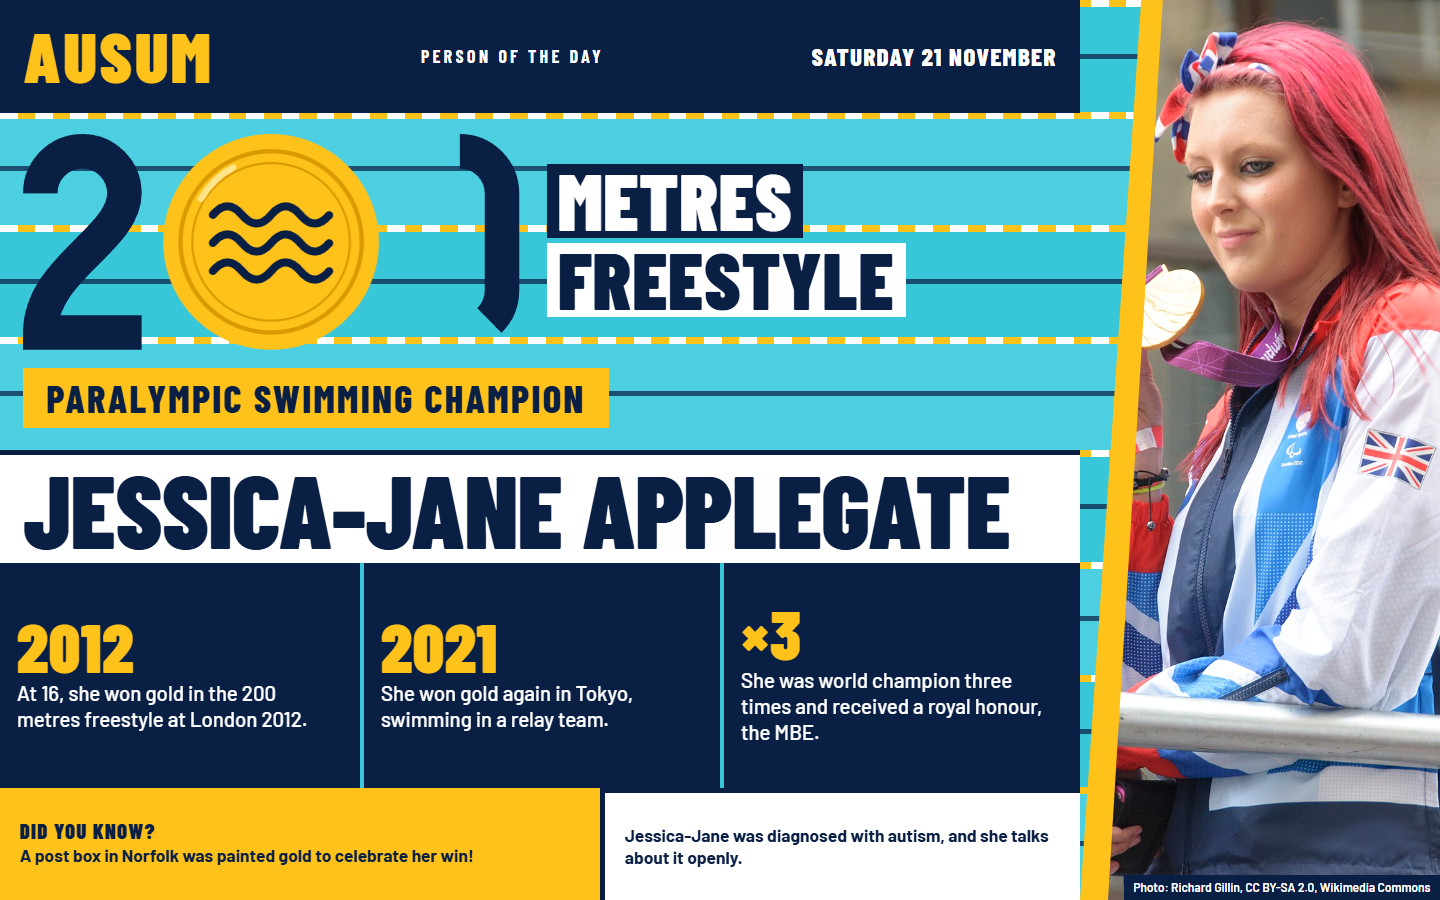 AUSUM
PERSON OF THE DAY
SATURDAY 21 NOVEMBER
2
METRES
FREESTYLE
PARALYMPIC SWIMMING CHAMPION
JESSICA-JANE APPLEGATE
2012
At 16, she won gold in the 200
metres freestyle at London 2012.
2021
She won gold again in Tokyo,
swimming in a relay team.
×3
She was world champion three
times and received a royal honour,
the MBE.
DID YOU KNOW?
A post box in Norfolk was painted gold to celebrate her win!
Jessica-Jane was diagnosed with autism, and she talks
about it openly.
Photo: Richard Gillin, CC BY-SA 2.0, Wikimedia Commons